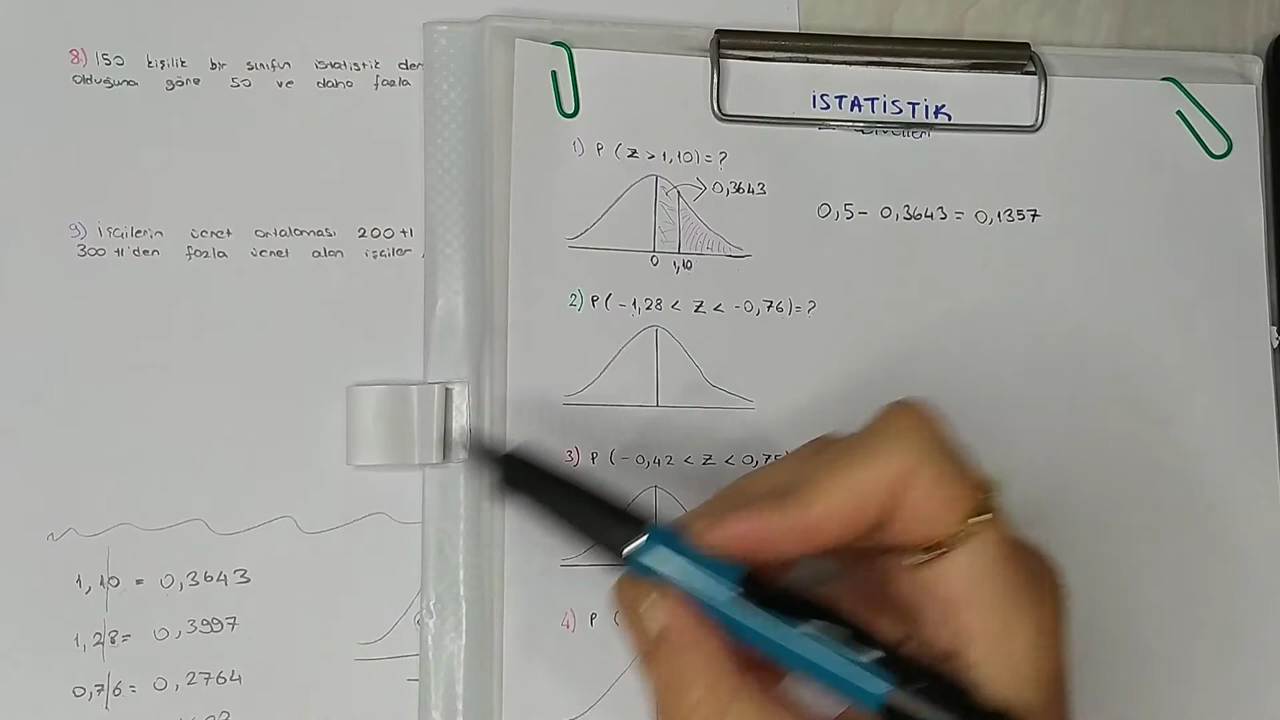 8.) 150 kişilik bir sınıfın istatistik der
olduğuna göre 50 ve daha fazla
9) İşçilerin ücret ortalaması 200 tl
300 tl'den fazla ücret alan işçiler
1,10 = 0,3643
1,28 = 0,3997
0,76 = 0,2764
İSTATİSTİK
1) P (Z > 1,10) = ?
0,3643
0 1,10
0,5 - 0,3643 = 0,1357
2) P (-1,28 < Z < -0,76) = ?
3) P (-0,42 < Z < 0,75
4) P (